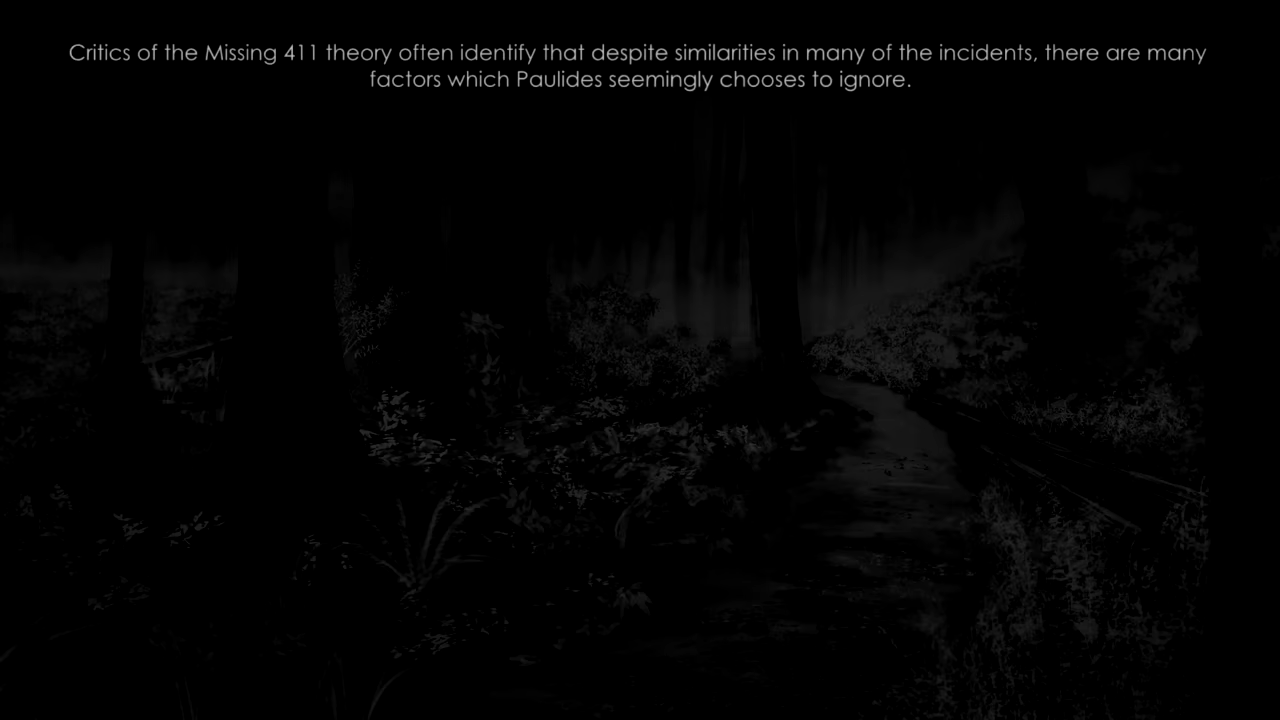 Critics of the Missing 411 theory often identify that despite similarities in many of the incidents, there are many
factors which Paulides seemingly chooses to ignore.